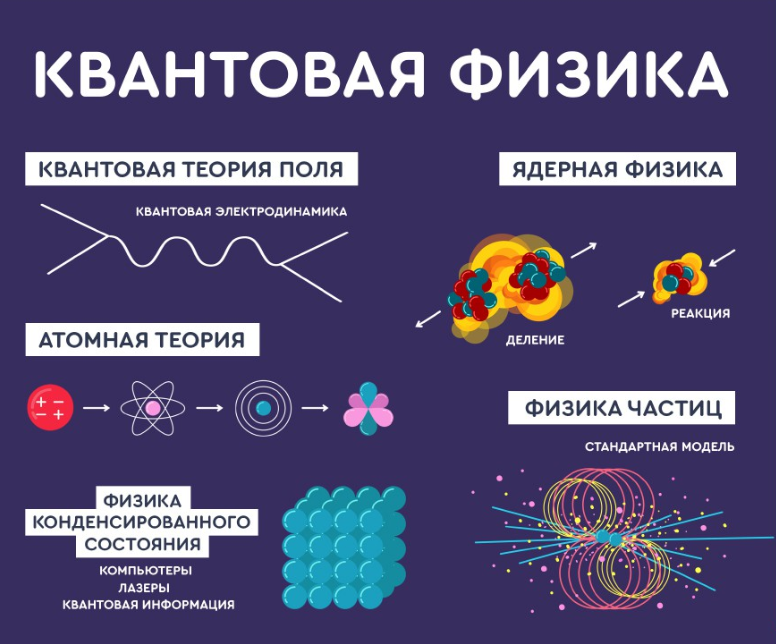 КВАНТОВАЯ ФИЗИКА
КВАНТОВАЯ ТЕОРИЯ ПОЛЯ
КВАНТОВАЯ ЭЛЕКТРОДИНАМИКА
ЯДЕРНАЯ ФИЗИКА
ДЕЛЕНИЕ
РЕАКЦИЯ
АТОМНАЯ ТЕОРИЯ
+ −
− +
ФИЗИКА ЧАСТИЦ
СТАНДАРТНАЯ МОДЕЛЬ
ФИЗИКА
КОНДЕНСИРОВАННОГО
СОСТОЯНИЯ
КОМПЬЮТЕРЫ
ЛАЗЕРЫ
КВАНТОВАЯ ИНФОРМАЦИЯ